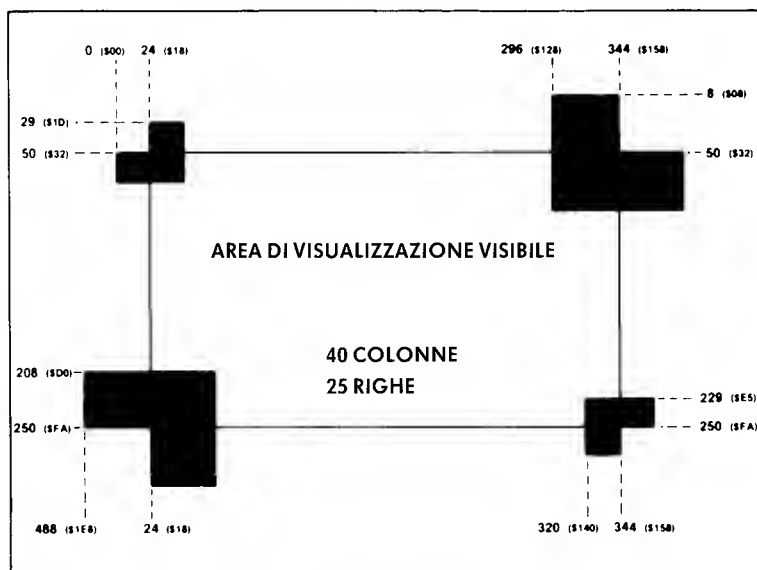 0 ($00) 24 ($18) 296 ($128) 344 ($158)
8 ($08)
29 ($1D)
50 ($32) 50 ($32)
AREA DI VISUALIZZAZIONE VISIBILE
40 COLONNE
208 ($D0)
25 RIGHE
229 ($E5)
250 ($FA) 250 ($FA)
488 ($1E8) 24 ($18) 320 ($140) 344 ($158)